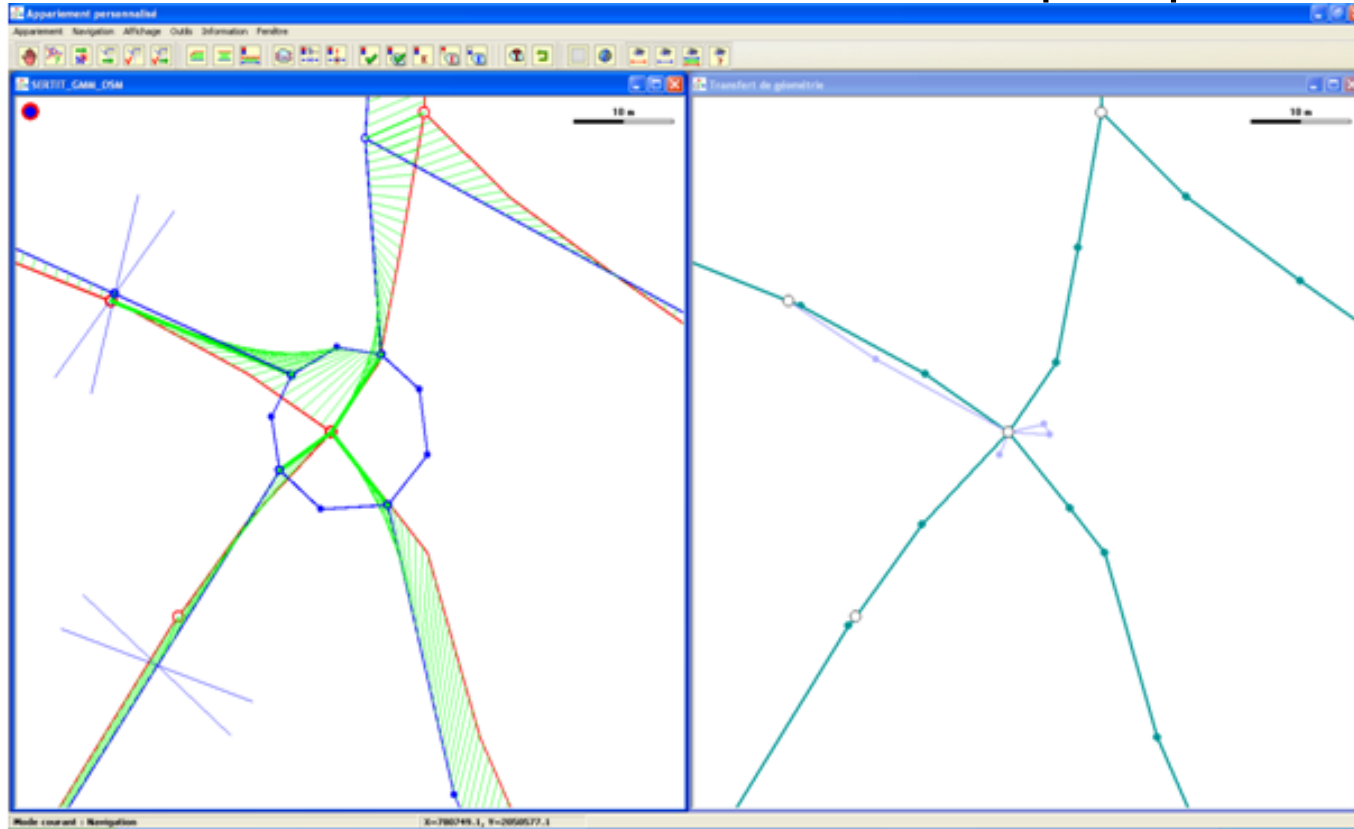 Appariement personnalisé
Appariement Navigation Affichage Outils Information Fenêtre
SERTIT_GMM_OSM
Transfert de géométrie
10 m
10 m
Mode courant : Navigation
X=780749.1, Y=2050577.1